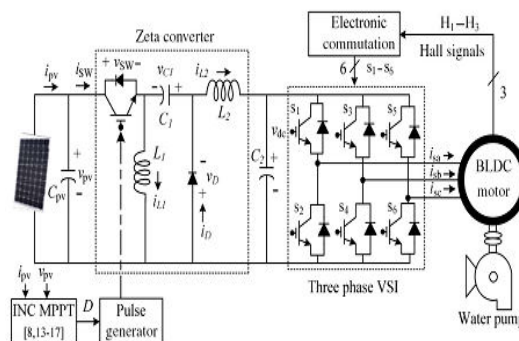 Zeta converter
Electronic
commutation
H1–H3
Hall signals
6
s1–s6
3
ipv
iSW
+ vSW –
vC1
– +
iL2
C1
L2
s1
s3
s5
vdc
+
vpv
–
Cpv
L1
iL1
–
vD
+
iD
C2
+
–
isa
isb
isc
BLDC
motor
s2
s4
s6
ipv
vpv
Three phase VSI
INC MPPT
[8,13-17]
D
Pulse
generator
Water pump